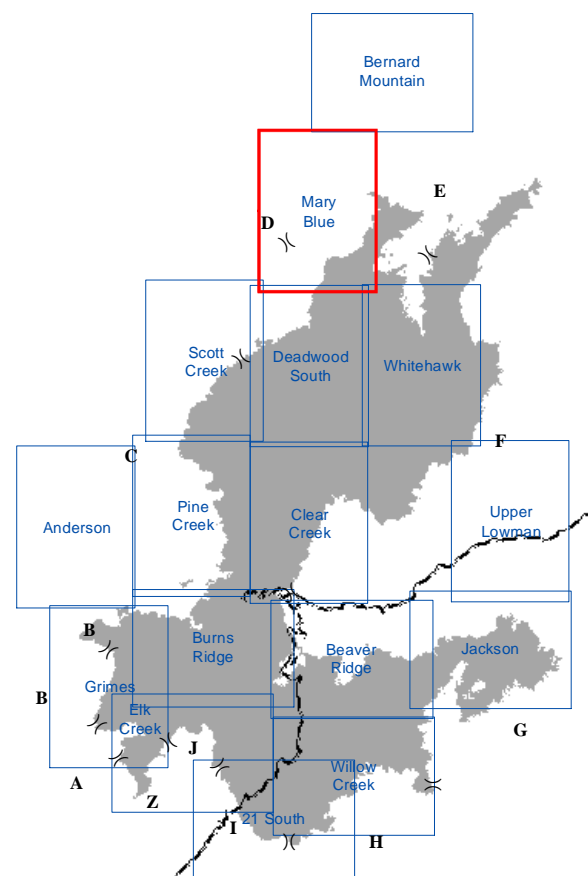 Bernard
Mountain
E
Mary
Blue
D
Scott
Creek
Deadwood
South
Whitehawk
F
C
Pine
Creek
Clear
Creek
Upper
Lowman
Anderson
B
Burns
Ridge
Beaver
Ridge
Jackson
B
Grimes
Elk
Creek
G
J
A
Willow
Creek
Z
I
21 South
H